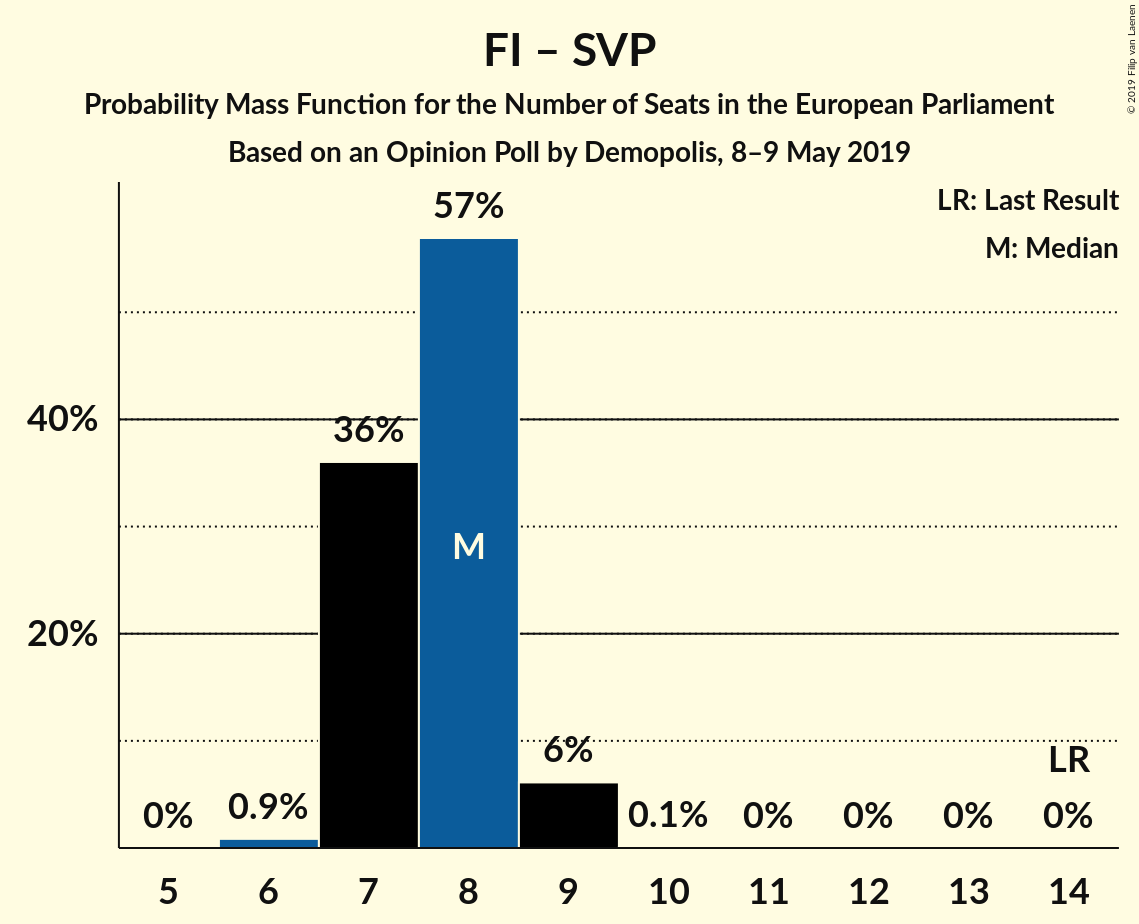 FI – SVP
Probability Mass Function for the Number of Seats in the European Parliament
Based on an Opinion Poll by Demopolis, 8–9 May 2019
© 2019 Filip van Laenen
LR: Last Result
M: Median
57%
40%
36%
M
20%
6%
LR
0%
0.9%
0.1%
0%
0%
0%
0%
5 6 7 8 9 10 11 12 13 14